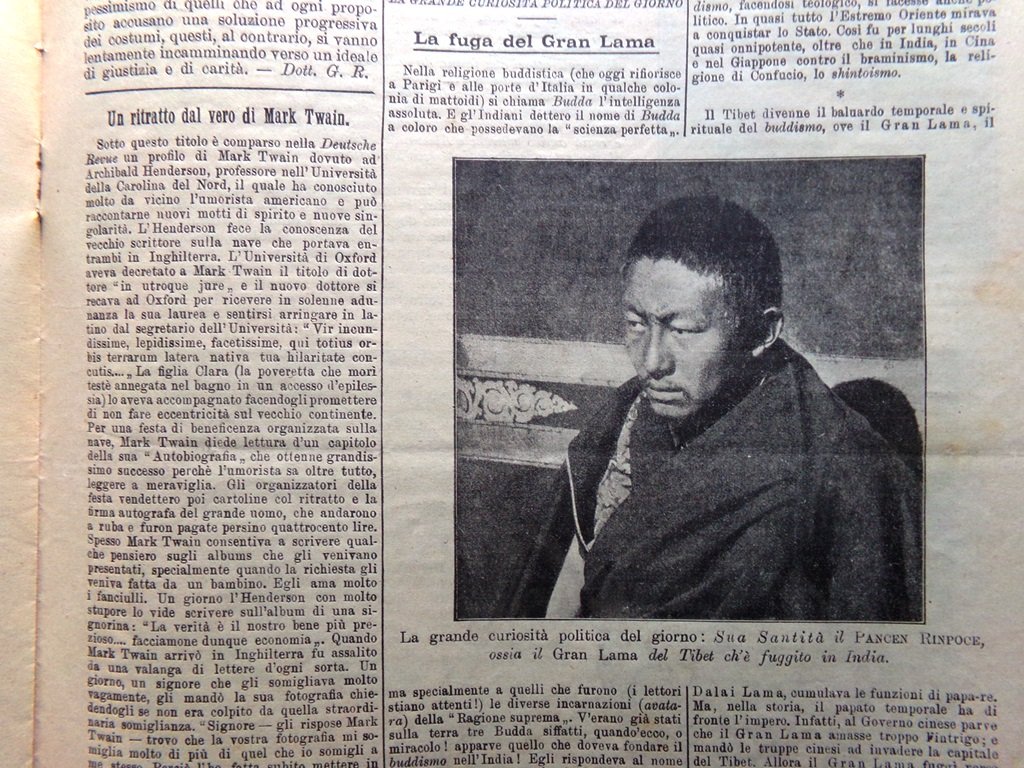 pessimismo di quelli che ad ogni propo-
sito accusano una soluzione progressiva
dei costumi, questi, al contrario, si vanno
lentamente incamminando verso un ideale
di giustizia e di carità. — Dott. G. R.
Un ritratto dal vero di Mark Twain.
Sotto questo titolo è comparso nella Deutsche
Revue un profilo di Mark Twain dovuto ad
Archibald Henderson, professore nell'Università
della Carolina del Nord, il quale ha conosciuto
molto da vicino l'umorista americano e può
raccontarne nuovi motti di spirito e nuove sin-
golarità. L'Henderson fece la conoscenza del
vecchio scrittore sulla nave che portava en-
trambi in Inghilterra. L'Università di Oxford
aveva decretato a Mark Twain il titolo di dot-
tore "in utroque jure„ e il nuovo dottore si
recava ad Oxford per ricevere in solenne adu-
nanza la sua laurea e sentirsi arringare in la-
tino dal segretario dell'Università: "Vir incun-
dissime, lepidissime, facetissime, qui totius or-
bis terrarum latera nativa tua hilaritate con-
cutis...„ La figlia Clara (la poveretta che morì
testè annegata nel bagno in un accesso d'epiles-
sia) lo aveva accompagnato facendogli promettere
di non fare eccentricità sul vecchio continente.
Per una festa di beneficenza organizzata sulla
nave, Mark Twain diede lettura d'un capitolo
della sua "Autobiografia„ che ottenne grandis-
simo successo perchè l'umorista sa oltre tutto,
leggere a meraviglia. Gli organizzatori della
festa vendettero poi cartoline col ritratto e la
firma autografa del grande uomo, che andarono
a ruba e furon pagate persino quattrocento lire.
Spesso Mark Twain consentiva a scrivere qual-
che pensiero sugli albums che gli venivano
presentati, specialmente quando la richiesta gli
veniva fatta da un bambino. Egli ama molto
i fanciulli. Un giorno l'Henderson con molto
stupore lo vide scrivere sull'album di una si-
gnorina: "La verità è il nostro bene più pre-
zioso.... facciamone dunque economia„. Quando
Mark Twain arrivò in Inghilterra fu assalito
da una valanga di lettere d'ogni sorta. Un
giorno, un signore che gli somigliava molto
vagamente, gli mandò la sua fotografia chie-
dendogli se non era colpito da quella straordi-
naria somiglianza. "Signore — gli rispose Mark
Twain — trovo che la vostra fotografia mi so-
miglia molto di più di quel che io somigli a
me stesso. Perciò l'ho fatta subito mettere in
LA GRANDE CURIOSITÀ POLITICA DEL GIORNO
La fuga del Gran Lama
Nella religione buddistica (che oggi rifiorisce
a Parigi e alle porte d'Italia in qualche colo-
nia di mattoidi) si chiama Budda l'intelligenza
assoluta. E gl'Indiani dettero il nome di Budda
a coloro che possedevano la "scienza perfetta„.
dismo, facendosi teologico, si facesse anche po-
litico. In quasi tutto l'Estremo Oriente mirava
a conquistar lo Stato. Così fu per lunghi secoli
quasi onnipotente, oltre che in India, in Cina
e nel Giappone contro il braminismo, la reli-
gione di Confucio, lo shintoismo.
*
Il Tibet divenne il baluardo temporale e spi-
rituale del buddismo, ove il Gran Lama, il
La grande curiosità politica del giorno: Sua Santità il PANCEN RINPOCE,
ossia il Gran Lama del Tibet ch'è fuggito in India.
ma specialmente a quelli che furono (i lettori
stiano attenti!) le diverse incarnazioni (avata-
ra) della "Ragione suprema„. V'erano già stati
sulla terra tre Budda siffatti, quando'ecco, o
miracolo! apparve quello che doveva fondare il
buddismo nell'India! Egli rispondeva al nome
Dalai Lama, cumulava le funzioni di papa-re.
Ma, nella storia, il papato temporale ha di
fronte l'impero. Infatti, al Governo cinese parve
che il Gran Lama amasse troppo l'intrigo; e
mandò le truppe cinesi ad invadere la capitale
del Tibet. Allora il Gran Lama fuggì